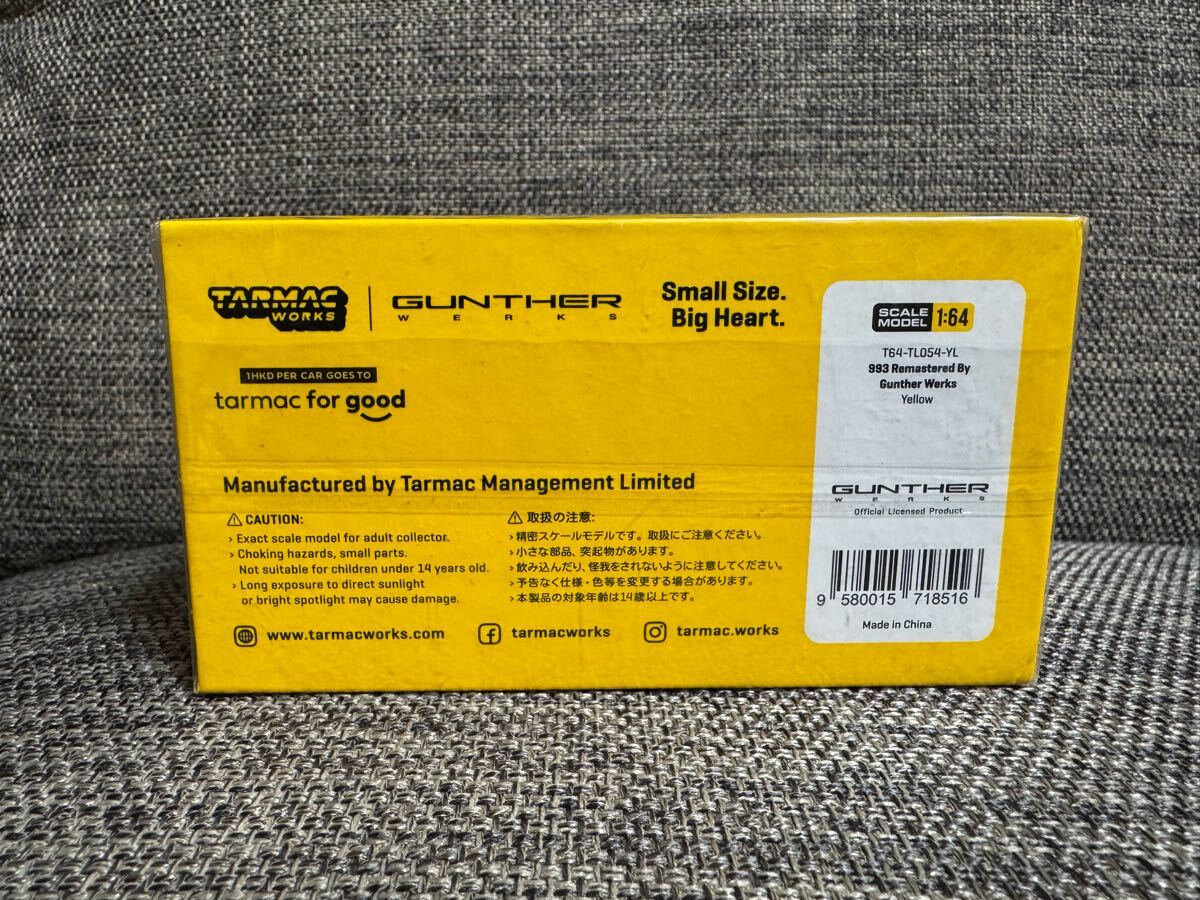 TARMAC
WORKS
GUNTHER
WERKS
Small Size.
Big Heart.
1HKD PER CAR GOES TO
tarmac for good
Manufactured by Tarmac Management Limited
CAUTION:
› Exact scale model for adult collector.
› Choking hazards, small parts.
Not suitable for children under 14 years old.
› Long exposure to direct sunlight
or bright spotlight may cause damage.
取扱の注意:
›精密スケールモデルです。取扱にご注意ください。
›小さな部品、突起物があります。
›飲み込んだり、怪我をされないように注意してください。
›予告なく仕様・色等を変更する場合があります。
›本製品の対象年齢は14歳以上です。
www.tarmacworks.com
tarmacworks
tarmac.works
SCALE
MODEL 1:64
T64-TL054-YL
993 Remastered By
Gunther Werks
Yellow
GUNTHER
WERKS
Official Licensed Product
9 580015 718516
Made in China